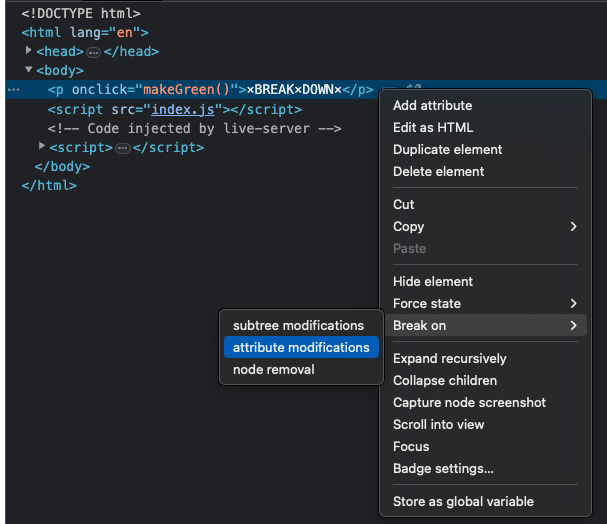 <!DOCTYPE html>
<html lang="en">
<head> … </head>
<body>
<p onclick="makeGreen()">×BREAK×DOWN×</p> == $0
<script src="index.js"></script>
<!-- Code injected by live-server -->
<script> … </script>
</body>
</html>
Add attribute
Edit as HTML
Duplicate element
Delete element
Cut
Copy
Paste
Hide element
Force state
Break on
subtree modifications
attribute modifications
node removal
Expand recursively
Collapse children
Capture node screenshot
Scroll into view
Focus
Badge settings...
Store as global variable